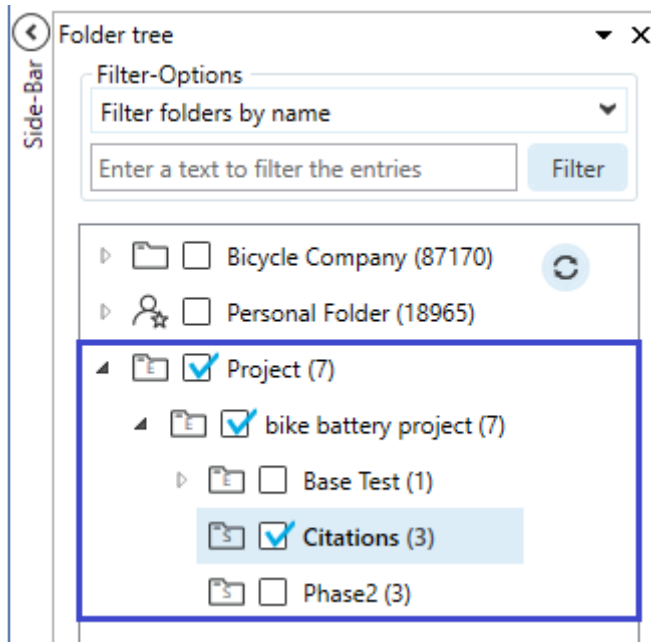 Folder tree
Side-Bar
Filter-Options
Filter folders by name
Enter a text to filter the entries Filter
Bicycle Company (87170)
Personal Folder (18965)
E Project (7)
E bike battery project (7)
E Base Test (1)
S Citations (3)
S Phase2 (3)